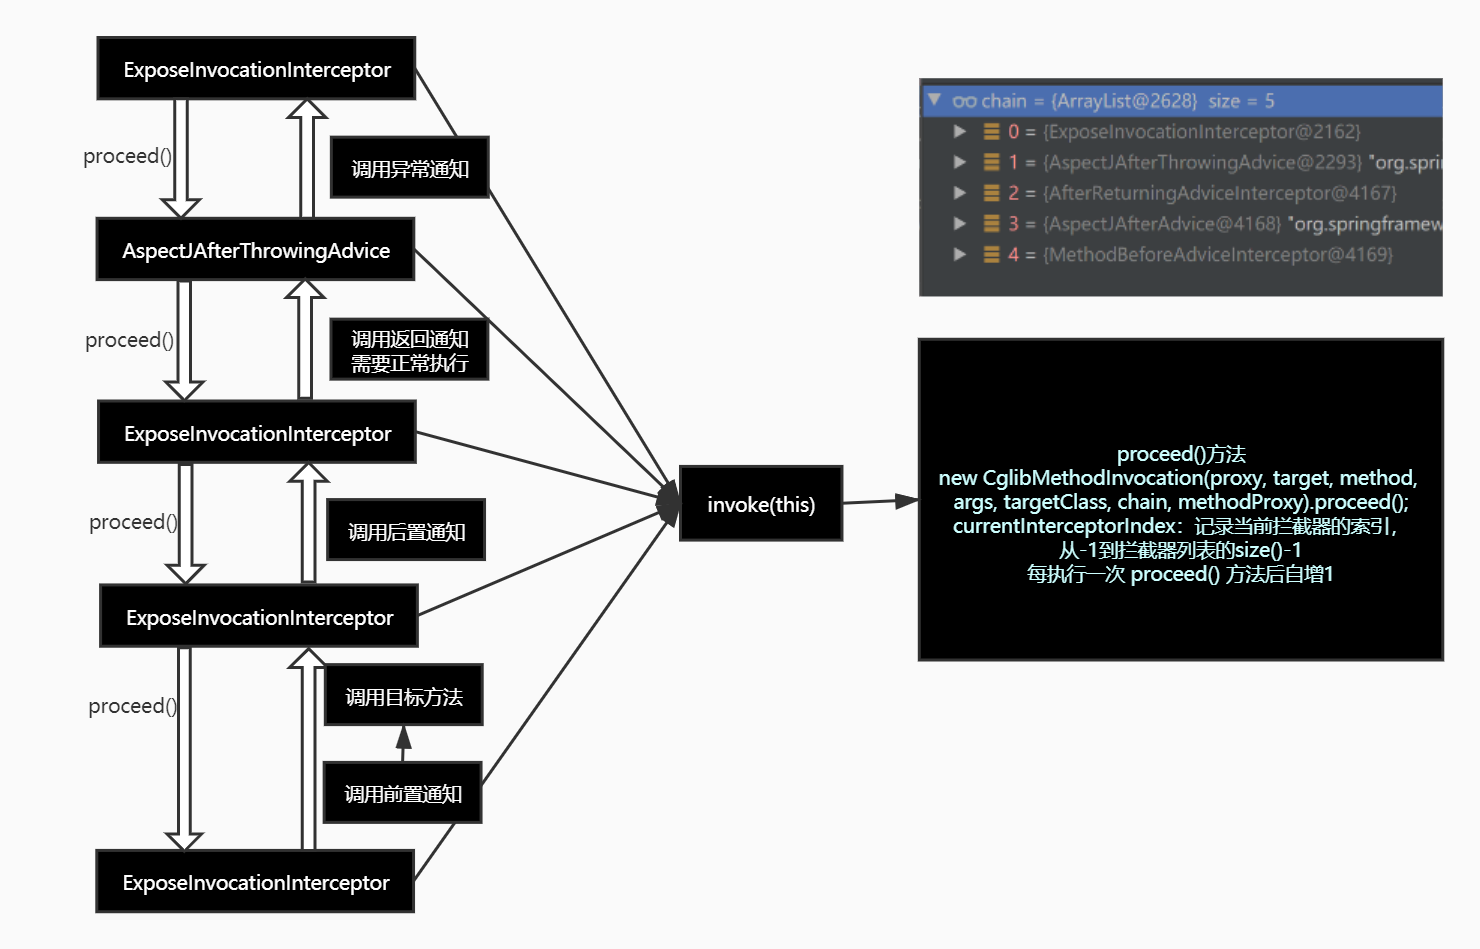 ExposeInvocationInterceptor
proceed()
调用异常通知
AspectJAfterThrowingAdvice
proceed()
调用返回通知
需要正常执行
ExposeInvocationInterceptor
proceed()
调用后置通知
ExposeInvocationInterceptor
proceed()
调用目标方法
调用前置通知
ExposeInvocationInterceptor
invoke(this)
chain = {ArrayList@2628} size = 5
0 = {ExposeInvocationInterceptor@2162}
1 = {AspectJAfterThrowingAdvice@2293} "org.spri
2 = {AfterReturningAdviceInterceptor@4167}
3 = {AspectJAfterAdvice@4168} "org.springframew
4 = {MethodBeforeAdviceInterceptor@4169}
proceed()方法
new CglibMethodInvocation(proxy, target, method,
args, targetClass, chain, methodProxy).proceed();
currentInterceptorIndex：记录当前拦截器的索引，
从-1到拦截器列表的size()-1
每执行一次 proceed() 方法后自增1